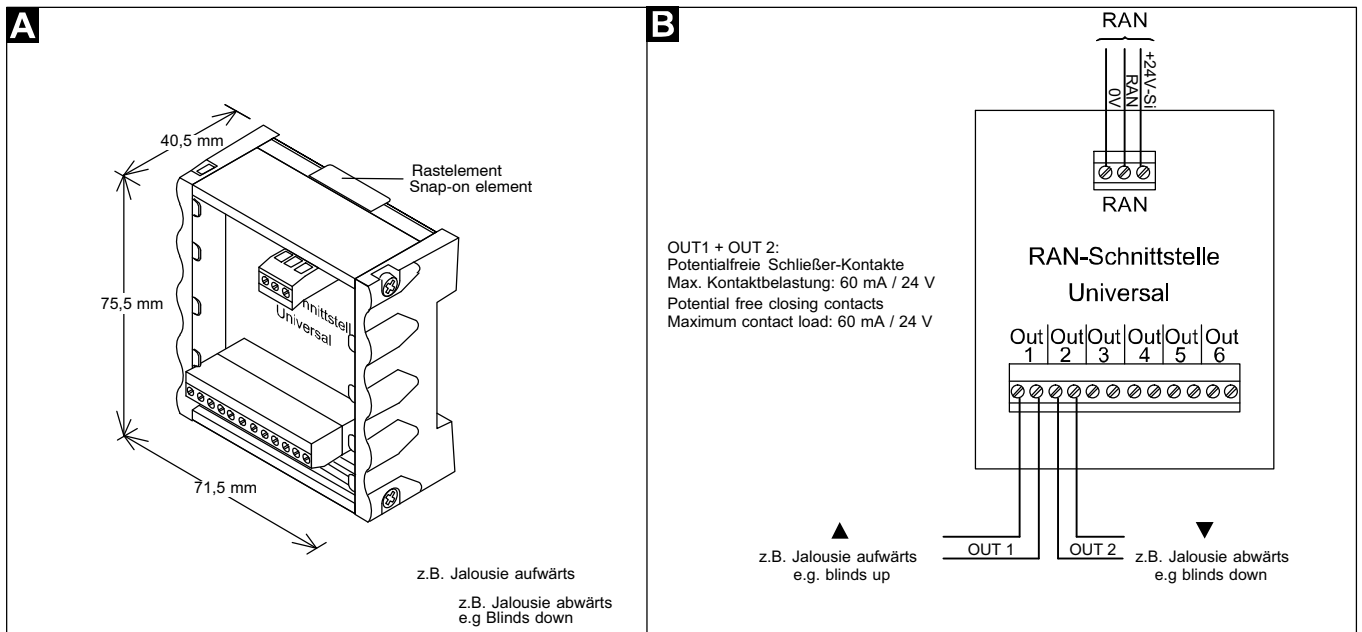 A
40,5 mm
Rastelement
Snap-on element
75,5 mm
hnittstell
Universal
71,5 mm
z.B. Jalousie aufwärts
z.B. Jalousie abwärts
e.g Blinds down
B
RAN
0V
RAN
+24V-Si
RAN
OUT1 + OUT 2:
Potentialfreie Schließer-Kontakte
Max. Kontaktbelastung: 60 mA / 24 V
Potential free closing contacts
Maximum contact load: 60 mA / 24 V
RAN-Schnittstelle
Universal
Out Out Out Out Out Out
1 2 3 4 5 6
OUT 1 OUT 2
z.B. Jalousie aufwärts
e.g. blinds up
z.B. Jalousie abwärts
e.g blinds down